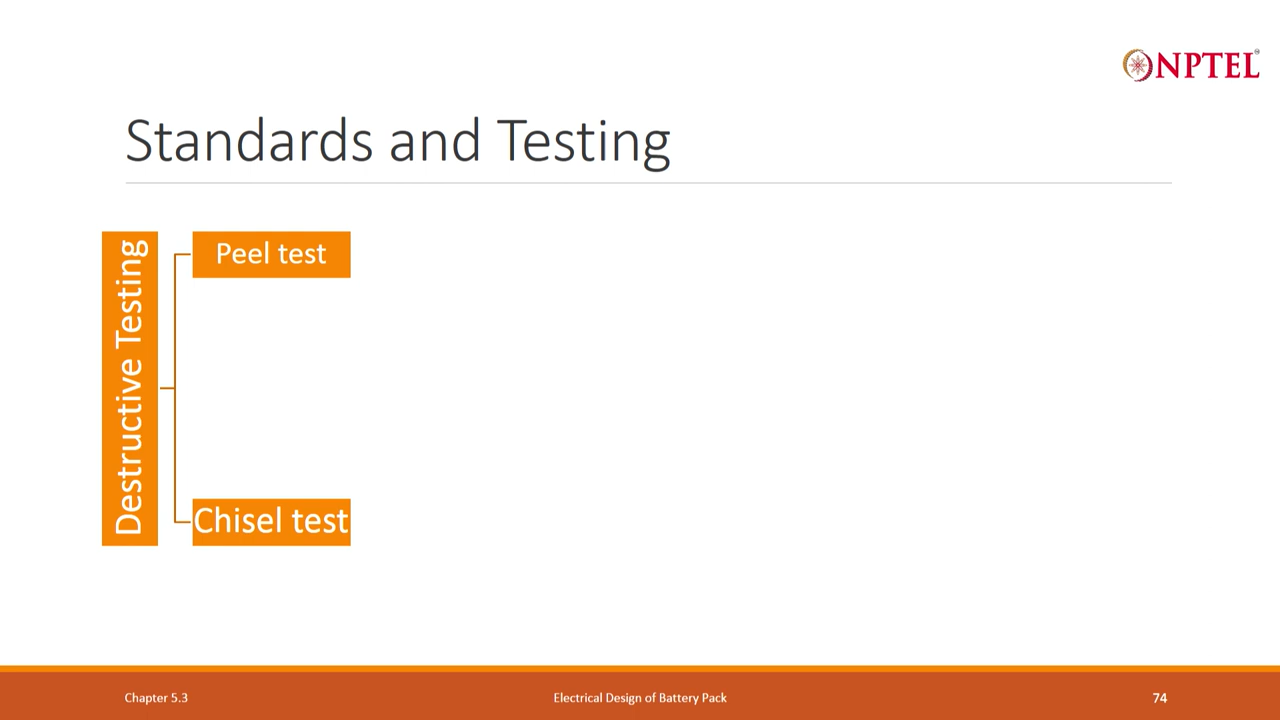 NPTEL
Standards and Testing
Destructive Testing
Peel test
Chisel test
Chapter 5.3
Electrical Design of Battery Pack
74